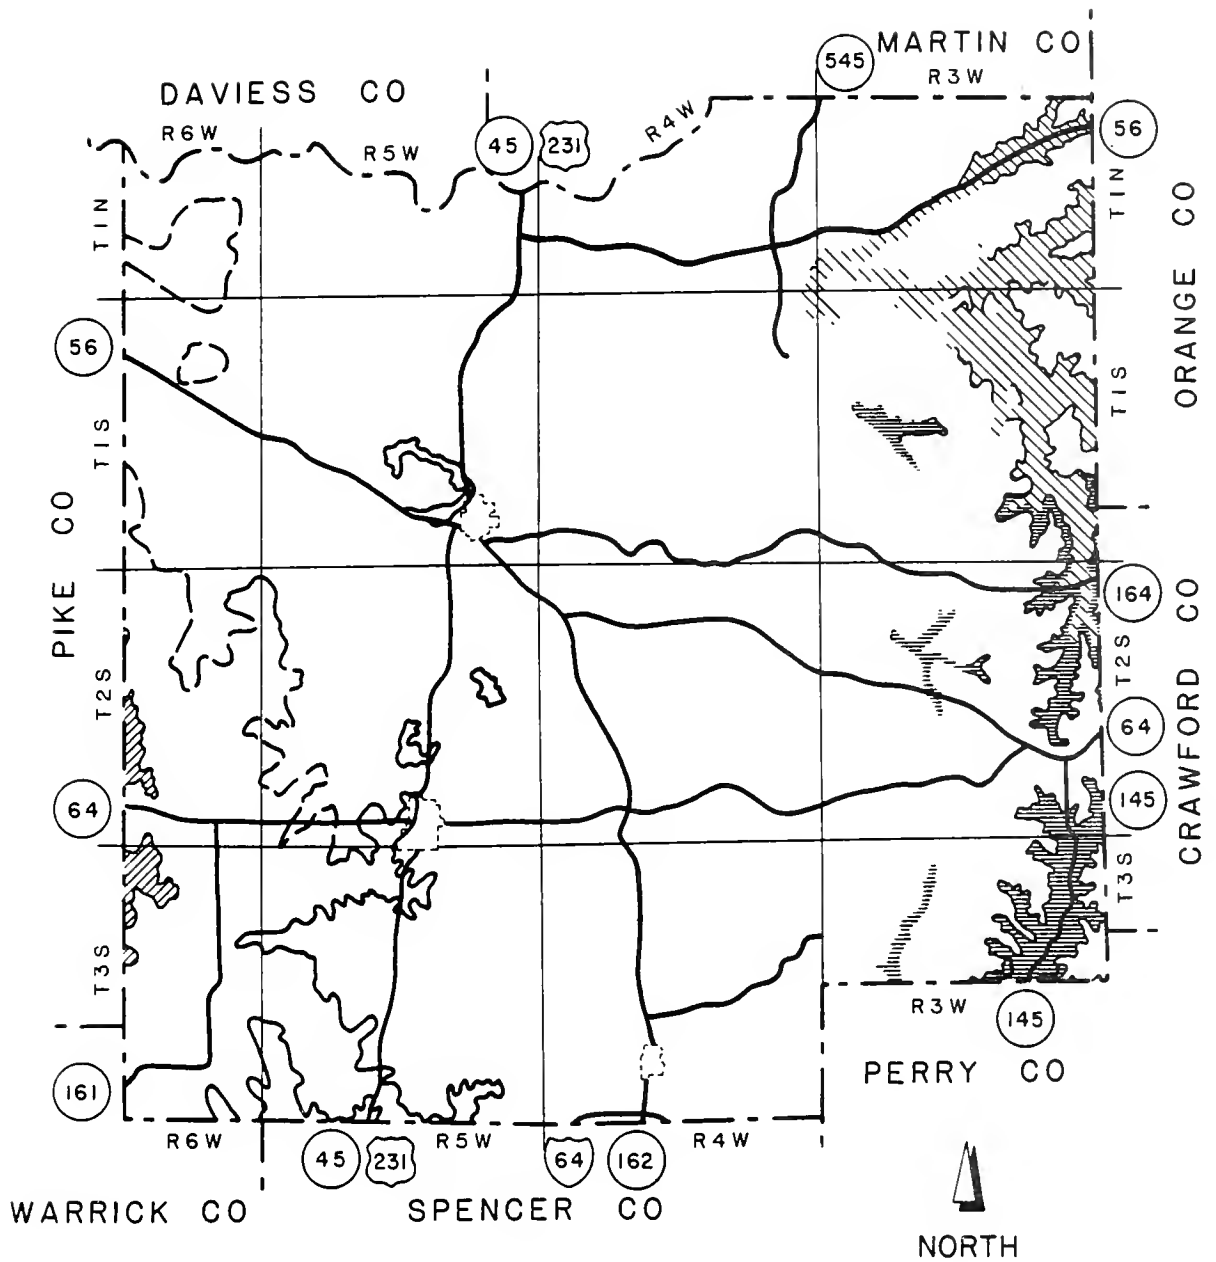 MARTIN CO
545
R3W
DAVIESS CO
R6W
R5W
45
231
R4W
56
T1N
T1N
ORANGE CO
56
T1S
T1S
PIKE CO
164
T2S
T2S
CRAWFORD CO
64
64
145
T3S
T3S
R3W
145
PERRY CO
161
R6W
45
231
R5W
64
162
R4W
WARRICK CO
SPENCER CO
NORTH